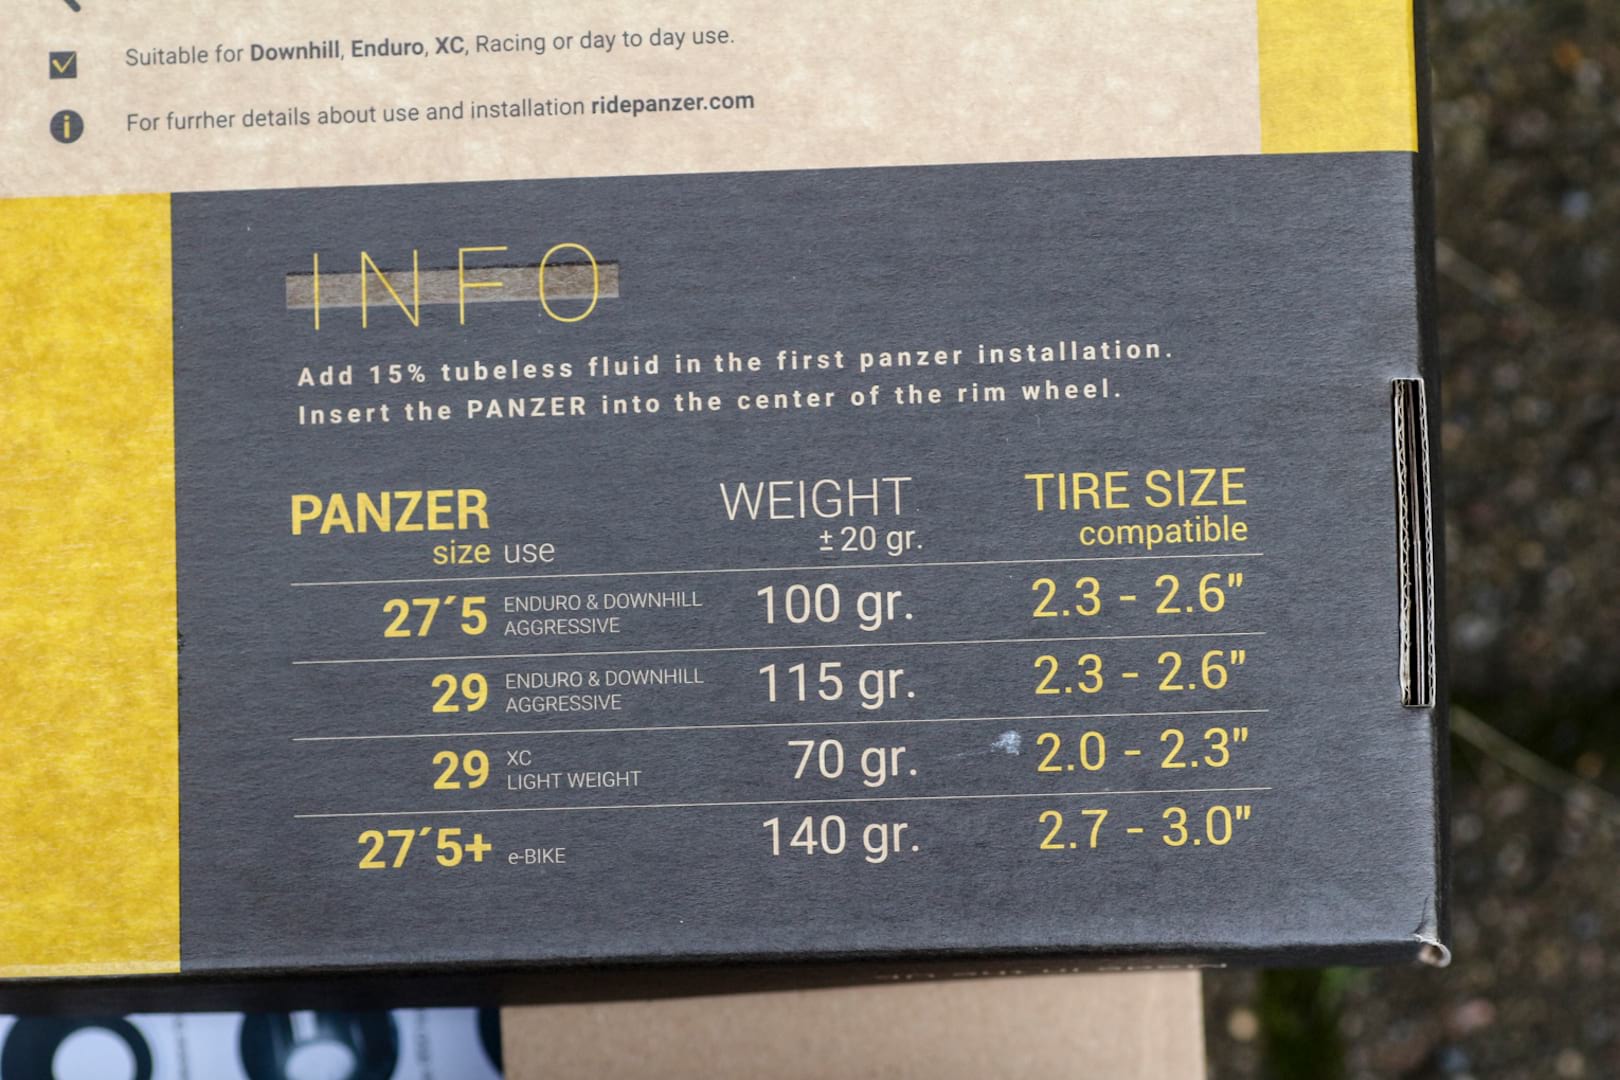 Suitable for Downhill, Enduro, XC, Racing or day to day use.
For furrher details about use and installation ridepanzer.com
INFO
Add 15% tubeless fluid in the first panzer installation.
Insert the PANZER into the center of the rim wheel.
PANZER WEIGHT TIRE SIZE
size use ±20 gr. compatible
27´5 ENDURO & DOWNHILL AGGRESSIVE 100 gr. 2.3 - 2.6"
29 ENDURO & DOWNHILL AGGRESSIVE 115 gr. 2.3 - 2.6"
29 XC LIGHT WEIGHT 70 gr. 2.0 - 2.3"
27´5+ e-BIKE 140 gr. 2.7 - 3.0"